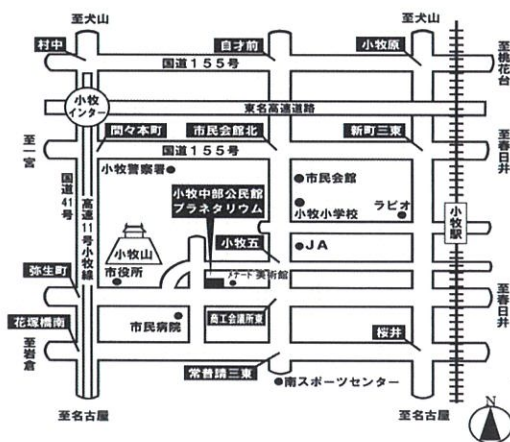 至犬山
至犬山
村中
自才前
小牧原
国道155号
至桃花台
小牧インター
東名高速道路
間々本町
市民会館北
新町三東
至一宮
国道155号
至春日井
小牧警察署
市民会館
小牧中部公民館
プラネタリウム
小牧小学校
ラピオ
国道41号
高速11号小牧線
小牧駅
小牧山
小牧五
JA
市役所
メナード美術館
弥生町
至春日井
市民病院
商工会議所東
花塚橋南
桜井
至岩倉
常普請三東
南スポーツセンター
至名古屋
至名古屋
N